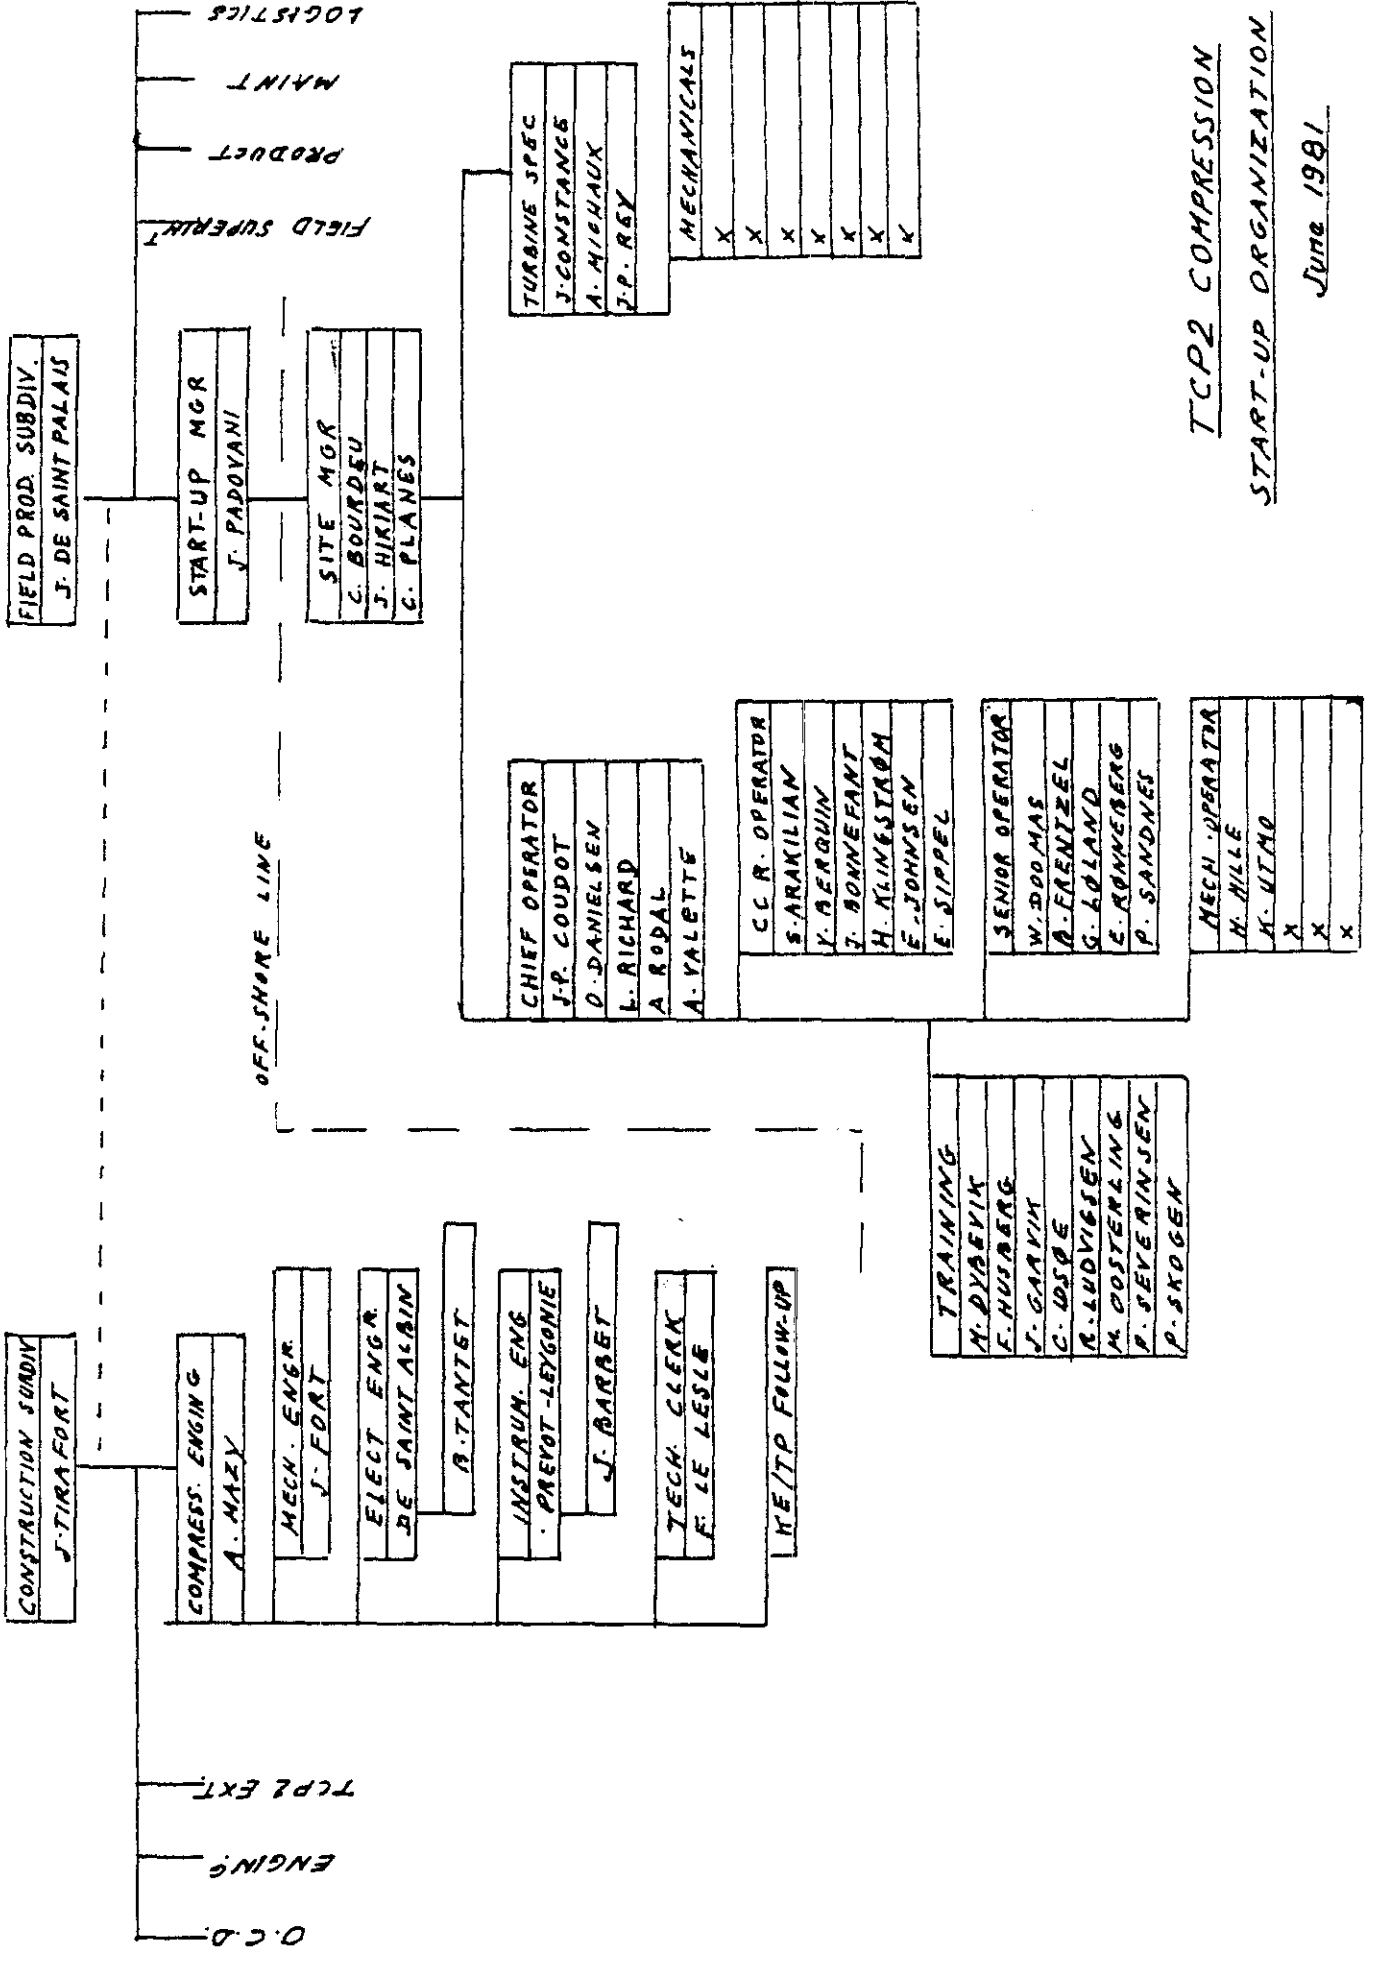 CONSTRUCTION SUBDIV
J. TIRAFORT
FIELD PROD. SUBDIV.
J. DE SAINT PALAIS
O.C.D.
ENGING
TCP2 EXT.
COMPRESS. ENGING
A. HAZY
START-UP MGR
J. PADOVANI
FIELD SUPERINT
PRODUCT
MAINT
LOGISTICS
OFF-SHORE LINE
MECH. ENGR.
J. FORT
ELECT ENGR.
DE SAINT ALBIN
B. TANTET
INSTRUM. ENG
PREVOT-LEYGONIE
J. BARBET
TECH. CLERK
F. LE LESLE
KE/TP FOLLOW-UP
SITE MGR
C. BOURDEU
J. HIRIART
C. PLANES
CHIEF OPERATOR
J.P. COUDOT
O. DANIELSEN
L. RICHARD
A RODAL
A. VALETTE
TURBINE SPEC
J. CONSTANCE
A. MICHAUX
J.P. REY
MECHANICALS
X
X
X
X
X
X
X
TRAINING
M. DYBEVIK
F. HUSBERG
J. GARVIK
C. LOSØE
R. LUDVIGSEN
M. OOSTERLING
P. SEVERINSEN
P. SKOGEN
C C R. OPERATOR
S. ARAKILIAN
Y. BERQUIN
J. BONNEFANT
H. KLINGSTRØM
E. JOHNSEN
E. SIPPEL
SENIOR OPERATOR
W. DOOMAS
B. FRENTZEL
G. LØLAND
E. RØNNEBERG
P. SANDNES
MECH. OPERATOR
H. HILLE
K. UTMO
X
X
X
TCP2 COMPRESSION
START-UP ORGANIZATION
June 1981